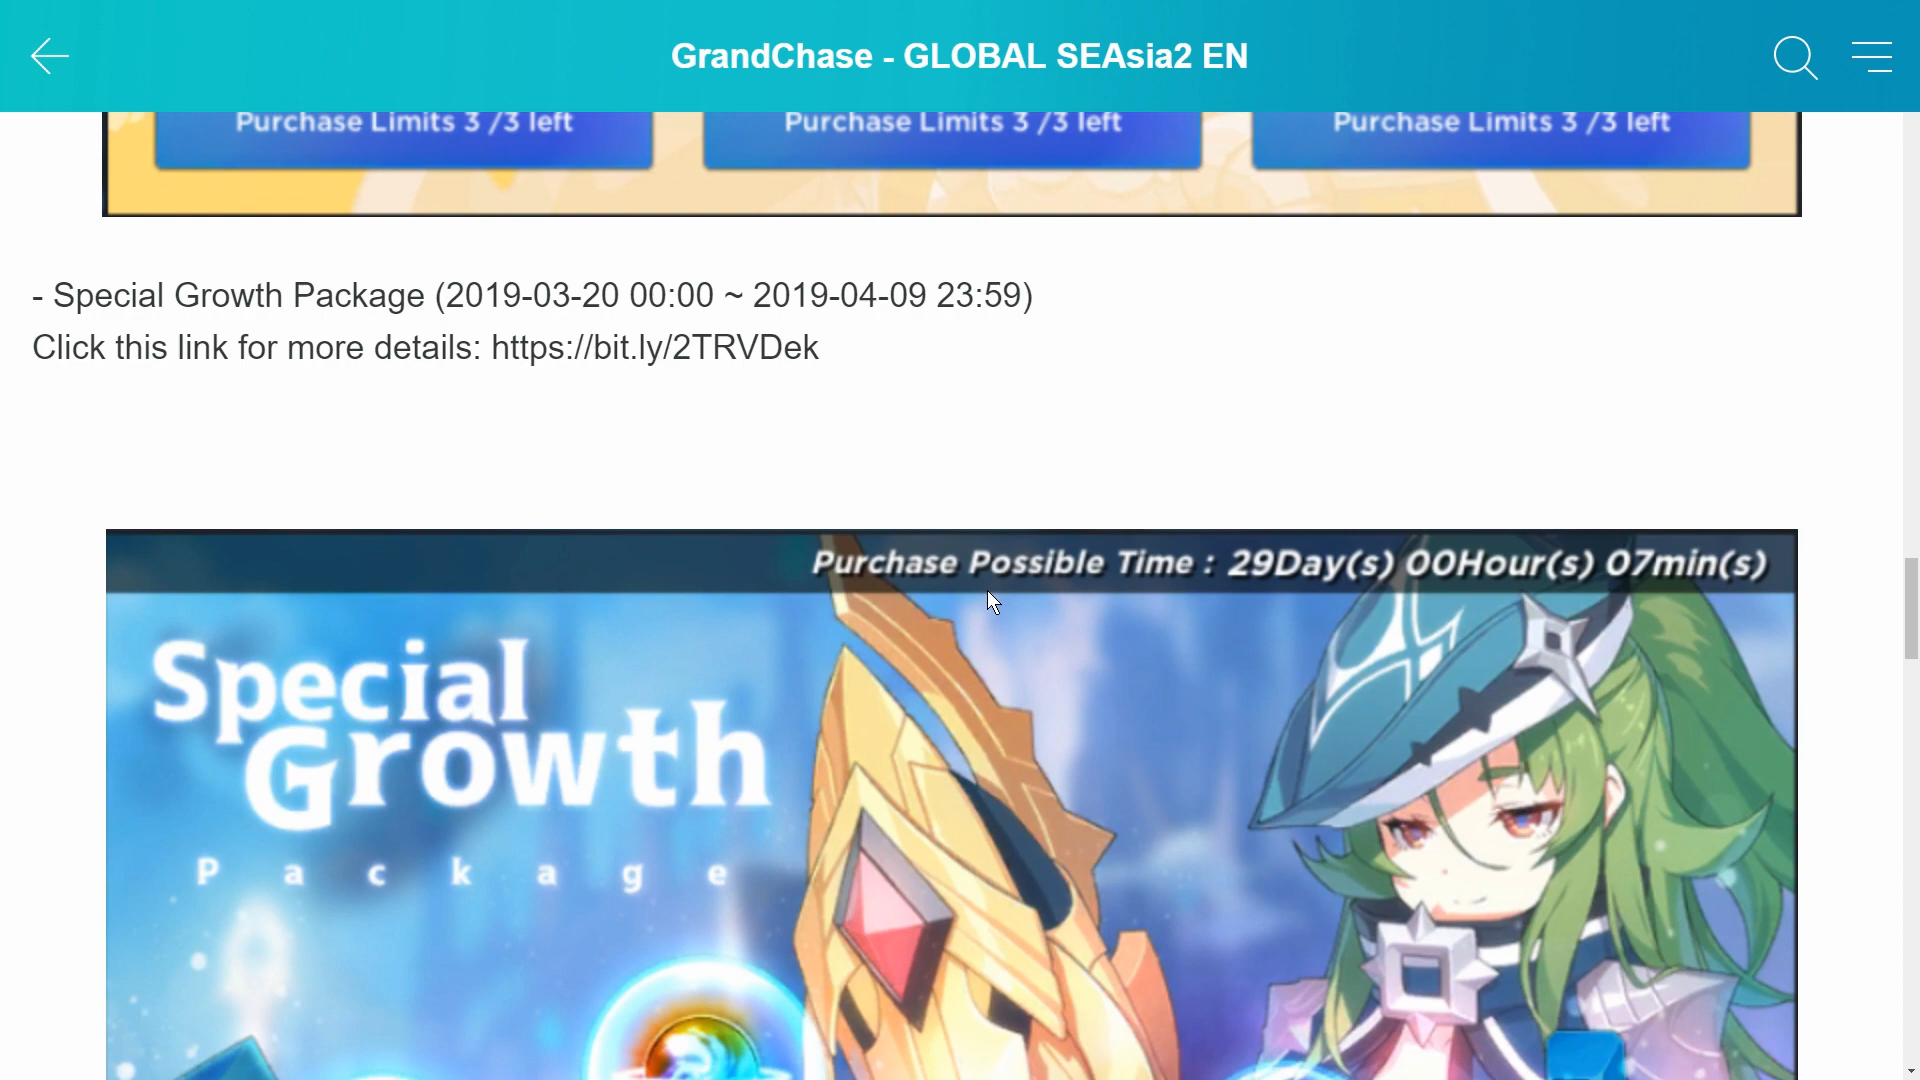 GrandChase - GLOBAL SEAsia2 EN
Purchase Limits 3 /3 left
Purchase Limits 3 /3 left
Purchase Limits 3 /3 left
- Special Growth Package (2019-03-20 00:00 ~ 2019-04-09 23:59)
Click this link for more details: https://bit.ly/2TRVDek
Purchase Possible Time : 29Day(s) 00Hour(s) 07min(s)
Special
Growth
Package